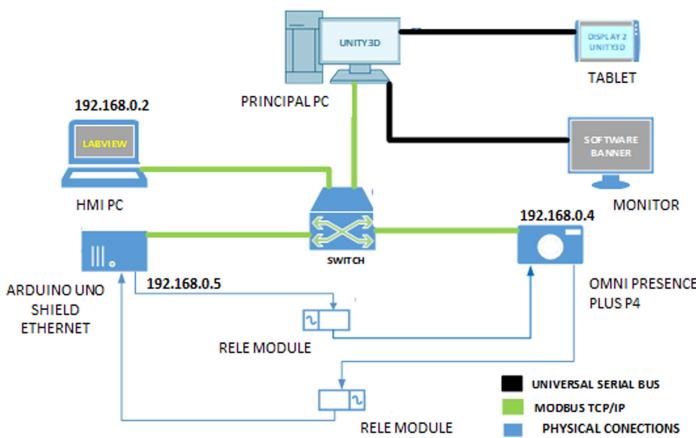 UNITY3D
DISPLAY 2
UNITY3D
TABLET
PRINCIPAL PC
192.168.0.2
LABVIEW
HMI PC
SOFTWARE
BANNER
MONITOR
192.168.0.4
SWITCH
192.168.0.5
ARDUINO UNO
SHIELD
ETHERNET
OMNI PRESENCE
PLUS P4
RELE MODULE
RELE MODULE
UNIVERSAL SERIAL BUS
MODBUS TCP/IP
PHYSICAL CONECTIONS